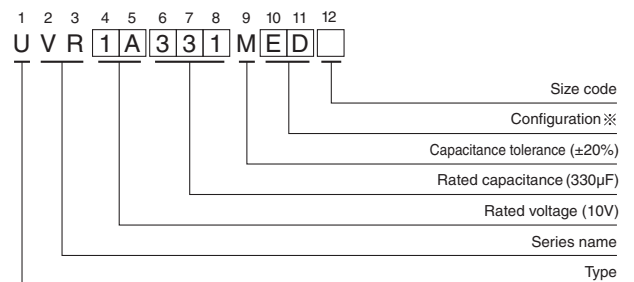 1 2 3 4 5 6 7 8 9 10 11 12
U V R 1 A 3 3 1 M E D
Size code
Configuration※
Capacitance tolerance (±20%)
Rated capacitance (330µF)
Rated voltage (10V)
Series name
Type